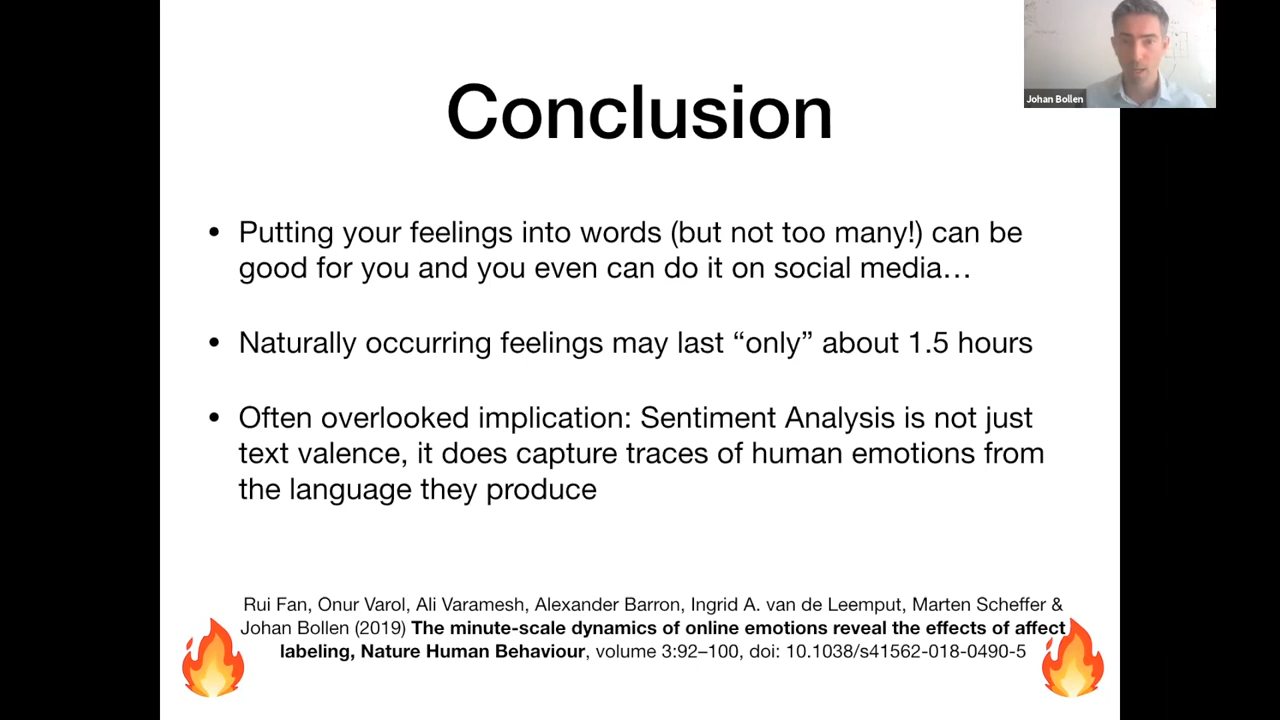 Johan Bollen
Conclusion
• Putting your feelings into words (but not too many!) can be
good for you and you even can do it on social media…
• Naturally occurring feelings may last “only” about 1.5 hours
• Often overlooked implication: Sentiment Analysis is not just
text valence, it does capture traces of human emotions from
the language they produce
Rui Fan, Onur Varol, Ali Varamesh, Alexander Barron, Ingrid A. van de Leemput, Marten Scheffer &
Johan Bollen (2019) The minute-scale dynamics of online emotions reveal the effects of affect
labeling, Nature Human Behaviour, volume 3:92–100, doi: 10.1038/s41562-018-0490-5